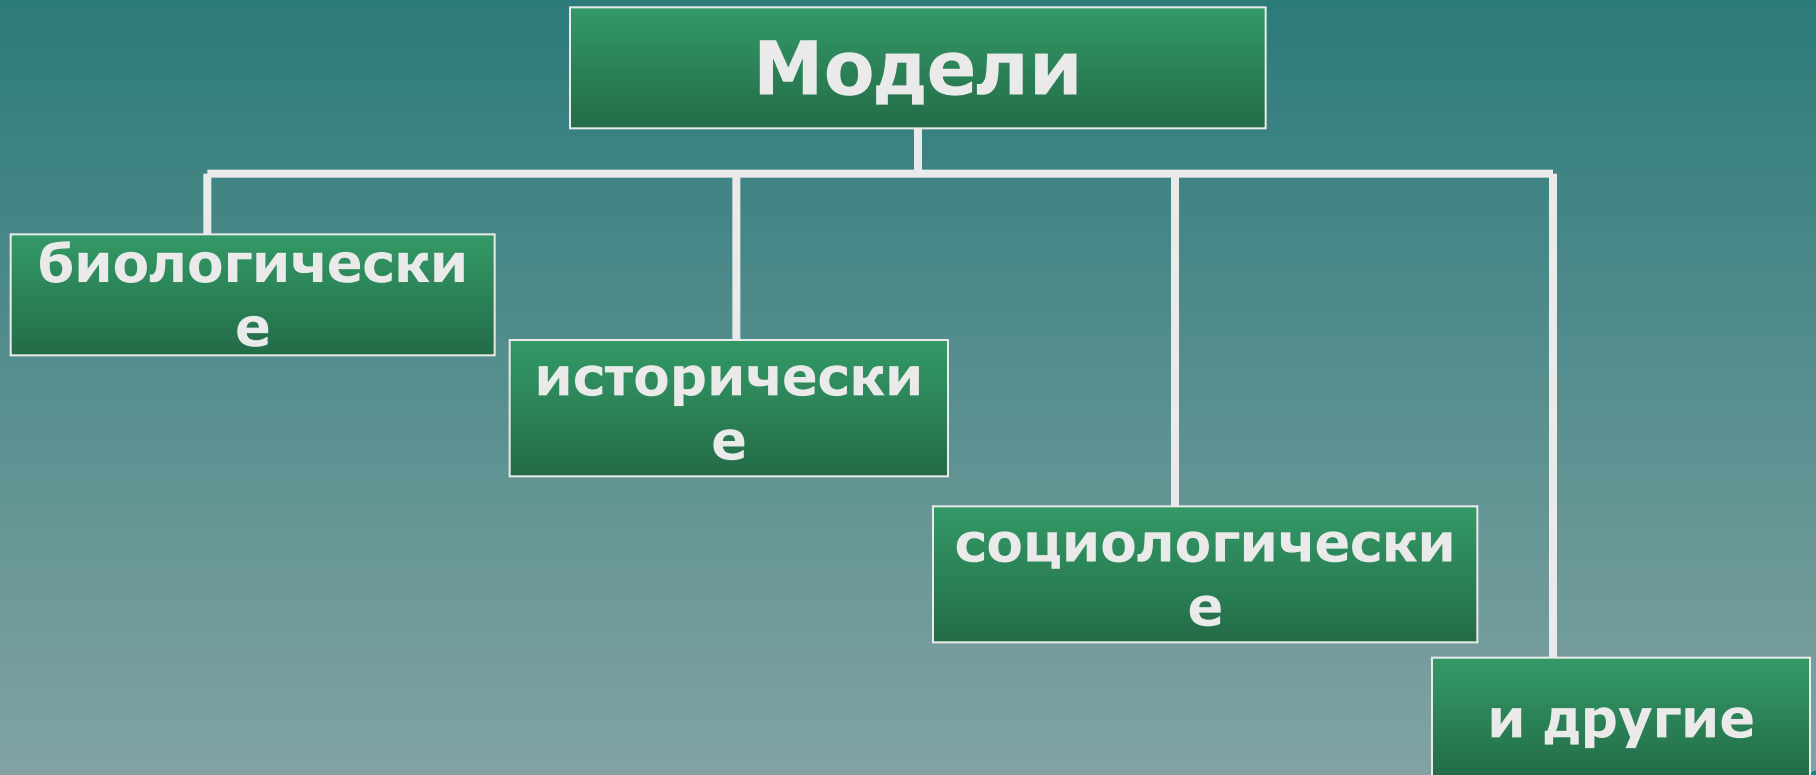 Модели
биологически
е
исторически
е
социологически
е
и другие